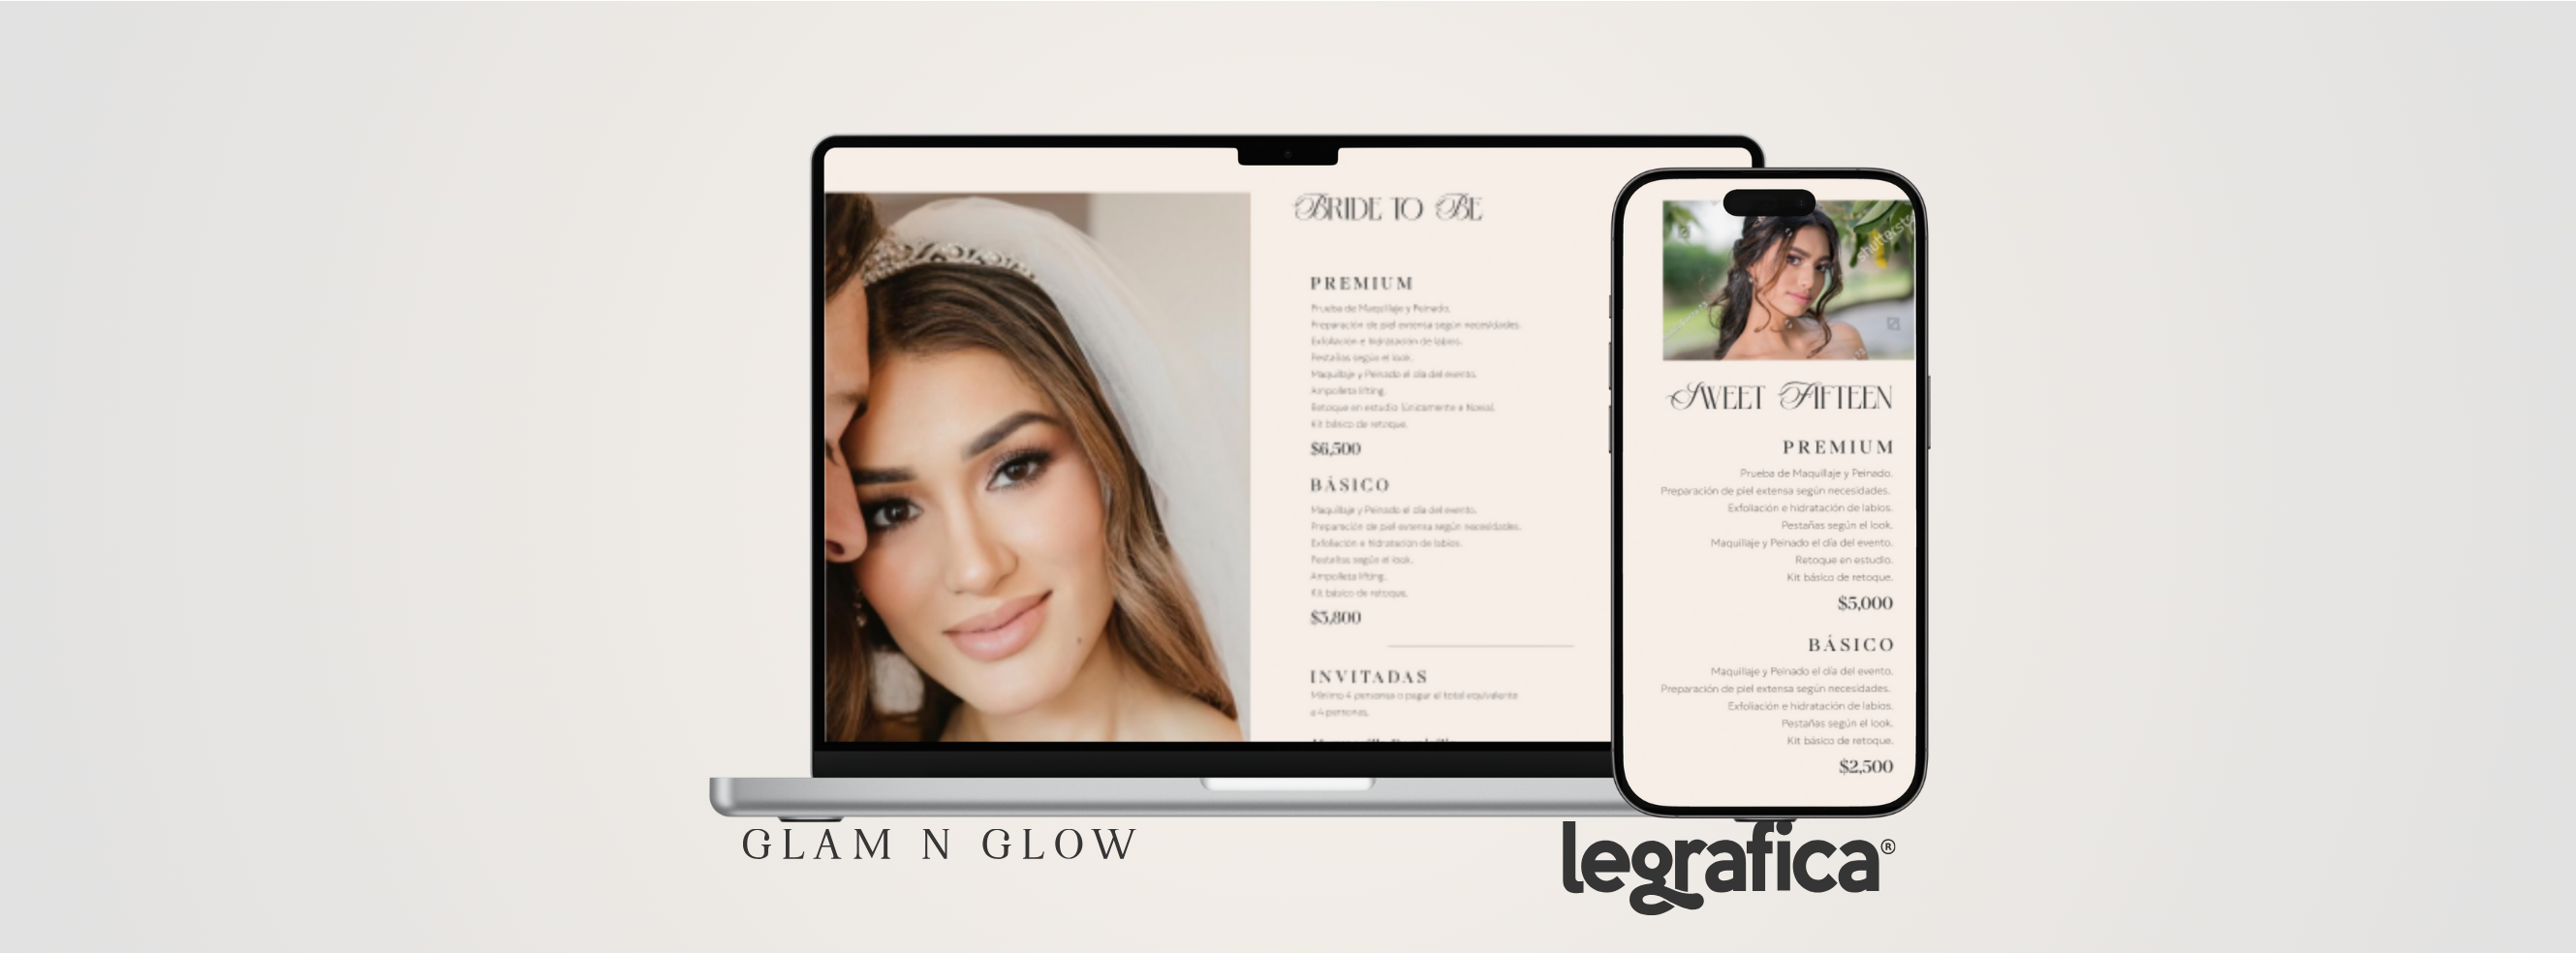 BRIDE TO BE
PREMIUM
Prueba de Maquillaje y Peinado.
Preparación de piel extensa según necesidades.
Exfoliación e hidratación de labios.
Pestañas según el look.
Maquillaje y Peinado el día del evento.
Ampolleta lifting.
Retoque en estudio (únicamente a Novia).
Kit básico de retoque.
$6,500
BÁSICO
Maquillaje y Peinado el día del evento.
Preparación de piel extensa según necesidades.
Exfoliación e hidratación de labios.
Pestañas según el look.
Ampolleta lifting.
Kit básico de retoque.
$3,800
INVITADAS
Mínimo 4 personas o pagar el total equivalente
a 4 personas.
shutterst
SWEET FIFTEEN
PREMIUM
Prueba de Maquillaje y Peinado.
Preparación de piel extensa según necesidades.
Exfoliación e hidratación de labios.
Pestañas según el look.
Maquillaje y Peinado el día del evento.
Retoque en estudio.
Kit básico de retoque.
$5,000
BÁSICO
Maquillaje y Peinado el día del evento.
Preparación de piel extensa según necesidades.
Exfoliación e hidratación de labios.
Pestañas según el look.
Kit básico de retoque.
$2,500
GLAM N GLOW
legrafica®